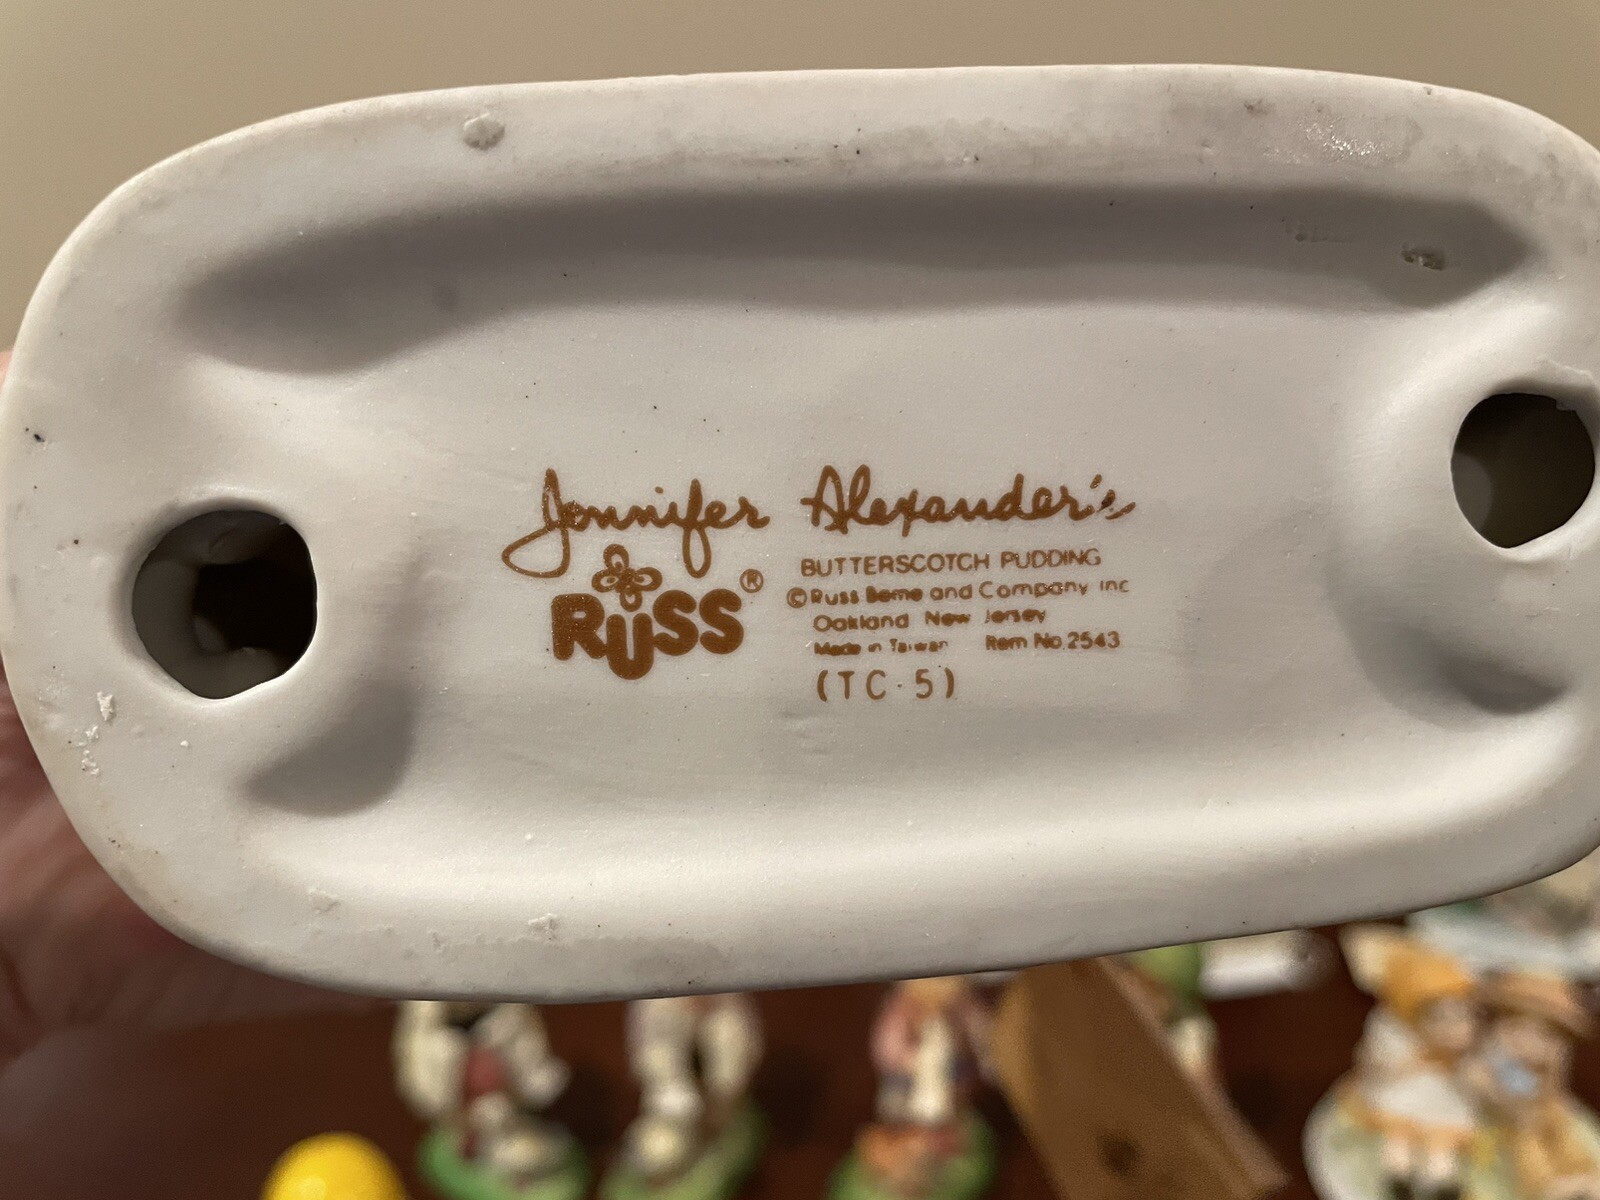 Jennifer Alexander's
RUSS®
BUTTERSCOTCH PUDDING
©Russ Berrie and Company Inc
Oakland New Jersey
Made in Taiwan Item No. 2543
(TC-5)